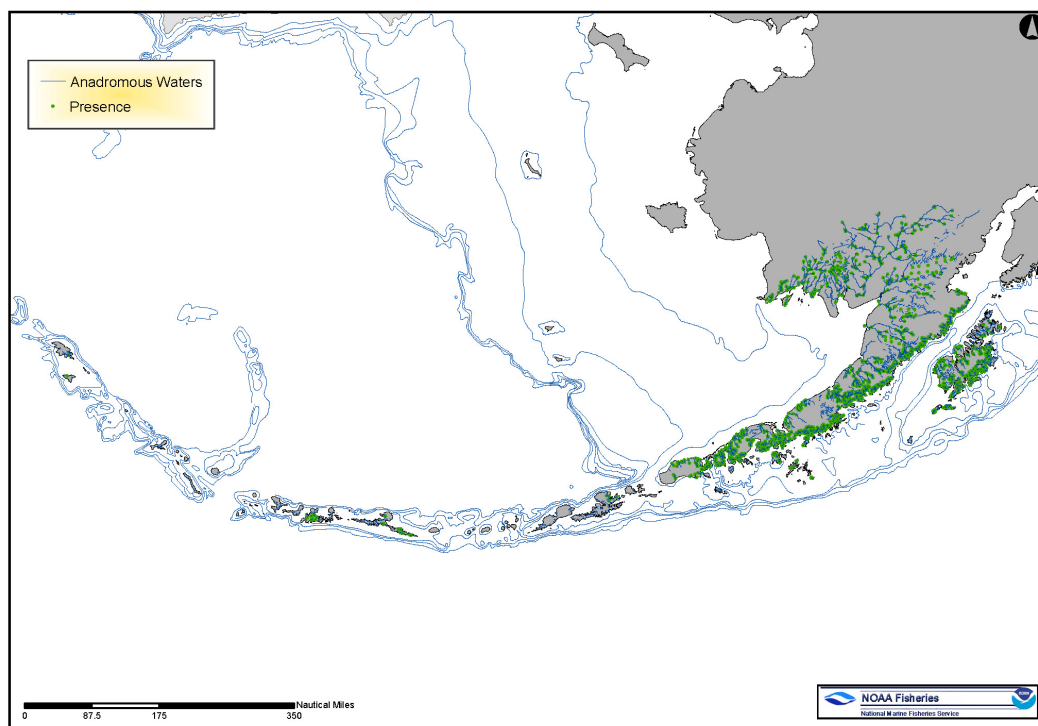 Anadromous Waters
Presence
Nautical Miles
0 87.5 175 350
NOAA Fisheries
National Marine Fisheries Service